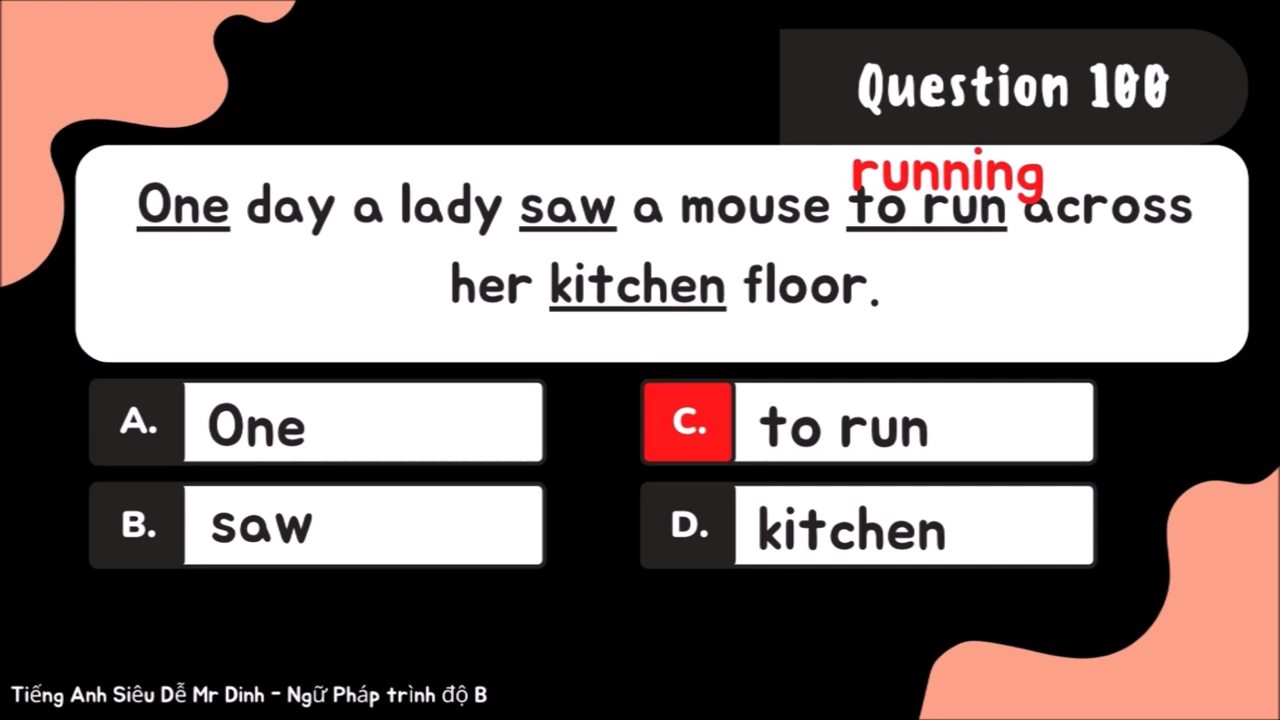 Question 100
running
One day a lady saw a mouse to run across
her kitchen floor.
A. One
C. to run
B. saw
D. kitchen
Tiếng Anh Siêu Dễ Mr Dinh - Ngữ Pháp trình độ B